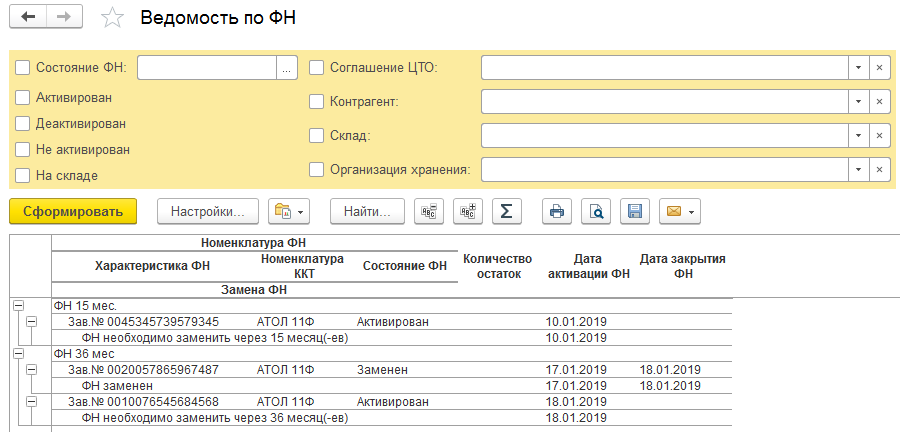 Ведомость по ФН
Состояние ФН: ... Соглашение ЦТО:
Активирован Контрагент:
Деактивирован
Не активирован Склад:
На складе Организация хранения:
Сформировать Настройки... Найти...
Номенклатура ФН
Характеристика ФН Номенклатура ККТ Состояние ФН Количество остаток Дата активации ФН Дата закрытия ФН
Замена ФН
ФН 15 мес.
Зав.№ 0045345739579345 АТОЛ 11Ф Активирован 10.01.2019
ФН необходимо заменить через 15 месяц(-ев) 10.01.2019
ФН 36 мес
Зав.№ 0020057865967487 АТОЛ 11Ф Заменен 17.01.2019 18.01.2019
ФН заменен 17.01.2019 18.01.2019
Зав.№ 0010076545684568 АТОЛ 11Ф Активирован 18.01.2019
ФН необходимо заменить через 36 месяц(-ев) 18.01.2019